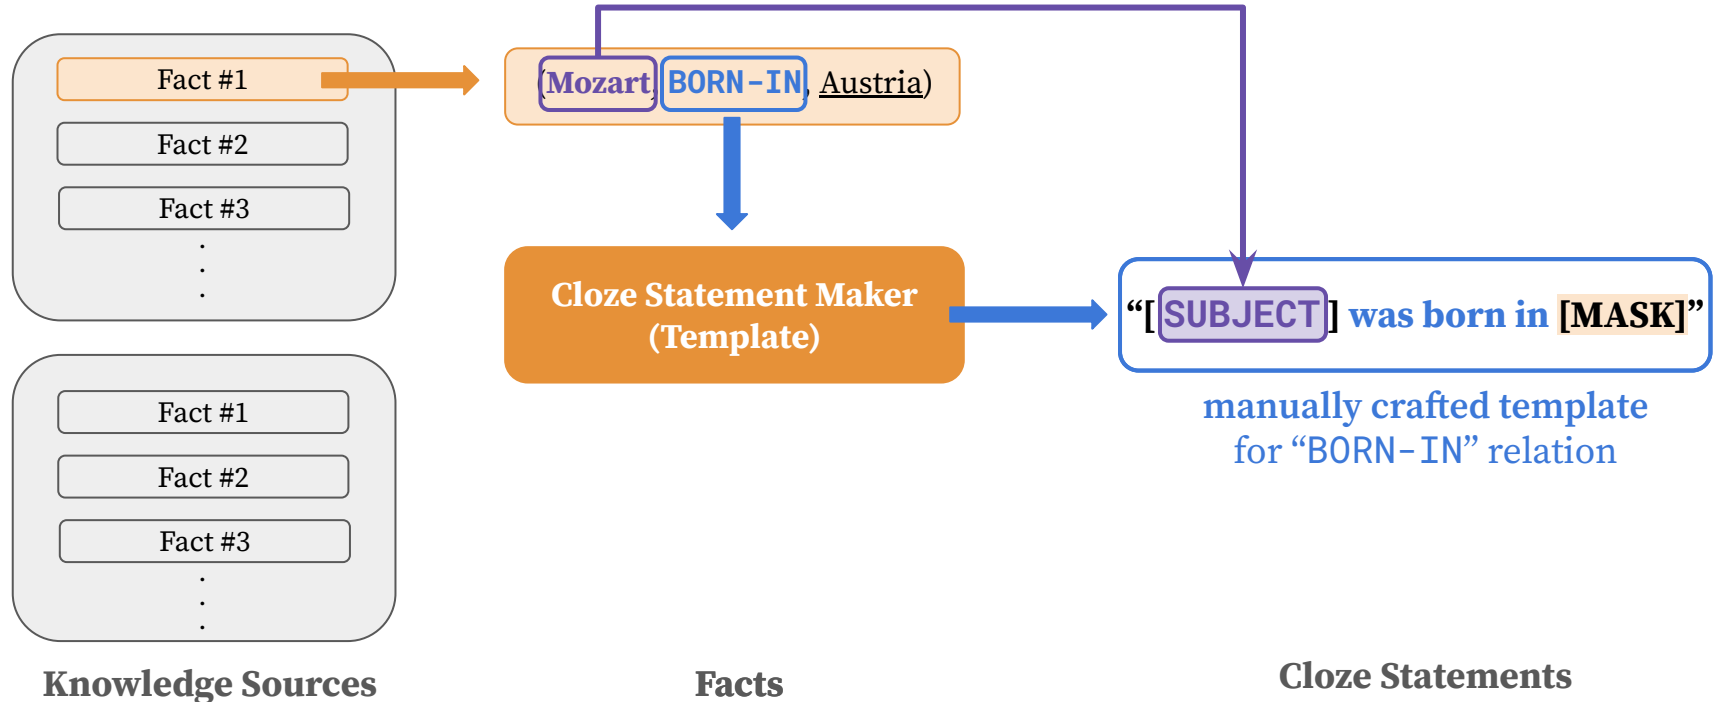 Fact #1
Fact #2
Fact #3
.
.
.
Fact #1
Fact #2
Fact #3
.
.
.
Knowledge Sources
(Mozart, BORN-IN, Austria)
Cloze Statement Maker
(Template)
Facts
“[SUBJECT] was born in [MASK]”
manually crafted template
for “BORN-IN” relation
Cloze Statements